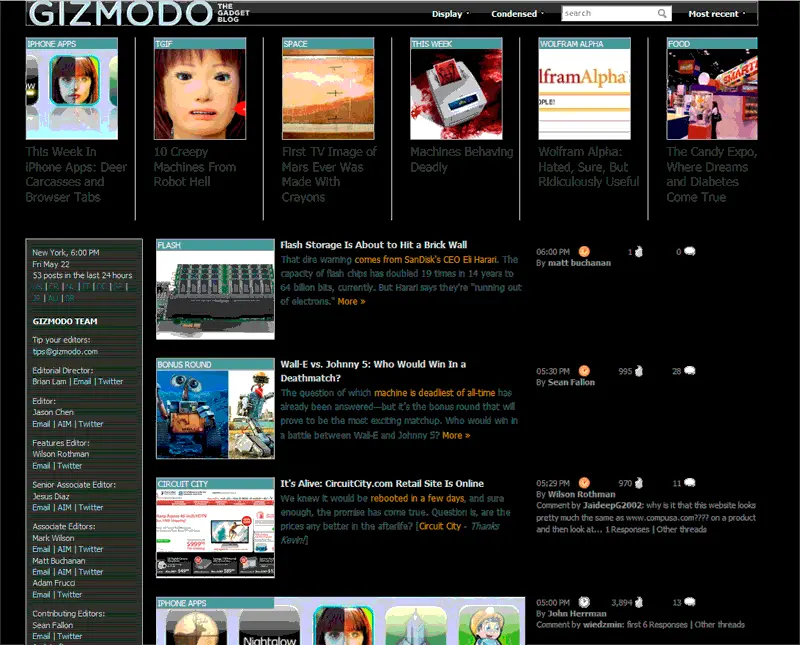 GIZMODO
THE
GADGET
BLOG
Display
Condensed
search
Most recent
IPHONE APPS
This Week In
iPhone Apps: Deer
Carcasses and
Browser Tabs
TGIF
10 Creepy
Machines From
Robot Hell
SPACE
First TV Image of
Mars Ever Was
Made With
Crayons
THIS WEEK
Machines Behaving
Deadly
WOLFRAM ALPHA
lframAlpha
OPLE!
Wolfram Alpha:
Hated, Sure, But
Ridiculously Useful
FOOD
SMART
The Candy Expo,
Where Dreams
and Diabetes
Come True
New York, 6:00 PM
Fri May 22
53 posts in the last 24 hours
GIZMODO TEAM
Tip your editors:
tips@gizmodo.com
Editorial Director:
Brian Lam | Email | Twitter
Editor:
Jason Chen
Email | AIM | Twitter
Features Editor:
Wilson Rothman
Email | Twitter
Senior Associate Editor:
Jesus Diaz
Email | AIM | Twitter
Associate Editors:
Mark Wilson
Email | AIM | Twitter
Matt Buchanan
Email | AIM | Twitter
Adam Frucci
Email | Twitter
Contributing Editors:
Sean Fallon
Email | Twitter
FLASH
Flash Storage Is About to Hit a Brick Wall
That dire warning comes from SanDisk's CEO Eli Harari. The
capacity of flash chips has doubled 19 times in 14 years to
64 billion bits, currently. But Harari says they're "running out
of electrons." More »
06:00 PM 1 0
By matt buchanan
BONUS ROUND
Wall-E vs. Johnny 5: Who Would Win In a
Deathmatch?
The question of which machine is deadliest of all-time has
already been answered—but it's the bonus round that will
prove to be the most exciting matchup. Who would win in
a battle between Wall-E and Johnny 5? More »
05:30 PM 995 28
By Sean Fallon
CIRCUIT CITY
It's Alive: CircuitCity.com Retail Site Is Online
We knew it would be rebooted in a few days, and sure
enough, the promise has come true. Question is, are the
prices any better in the afterlife? [Circuit City - Thanks
Kevin!]
05:29 PM 970 11
By Wilson Rothman
Comment by JaideepG2002: why is it that this website looks
pretty much the same as www.compusa.com???? on a product
and then look at... 1 Responses | Other threads
IPHONE APPS
Nightglow
05:00 PM 3,894 13
By John Herrman
Comment by wiedzmin: first 6 Responses | Other threads